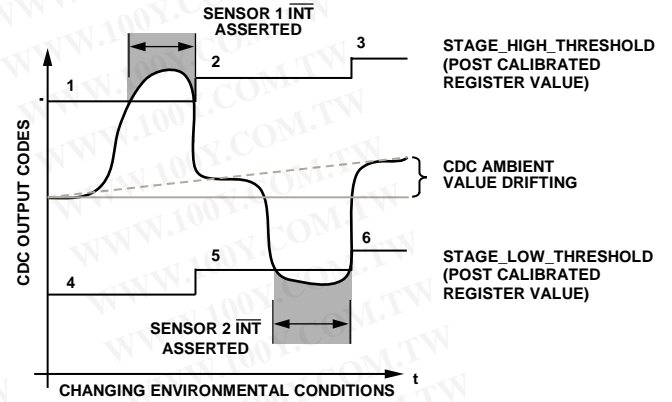 SENSOR 1 INT
ASSERTED
1
2
3
STAGE_HIGH_THRESHOLD
(POST CALIBRATED
REGISTER VALUE)
CDC OUTPUT CODES
CDC AMBIENT
VALUE DRIFTING
4
5
6
STAGE_LOW_THRESHOLD
(POST CALIBRATED
REGISTER VALUE)
SENSOR 2 INT
ASSERTED
t
CHANGING ENVIRONMENTAL CONDITIONS
WWW.100Y.COM.TW